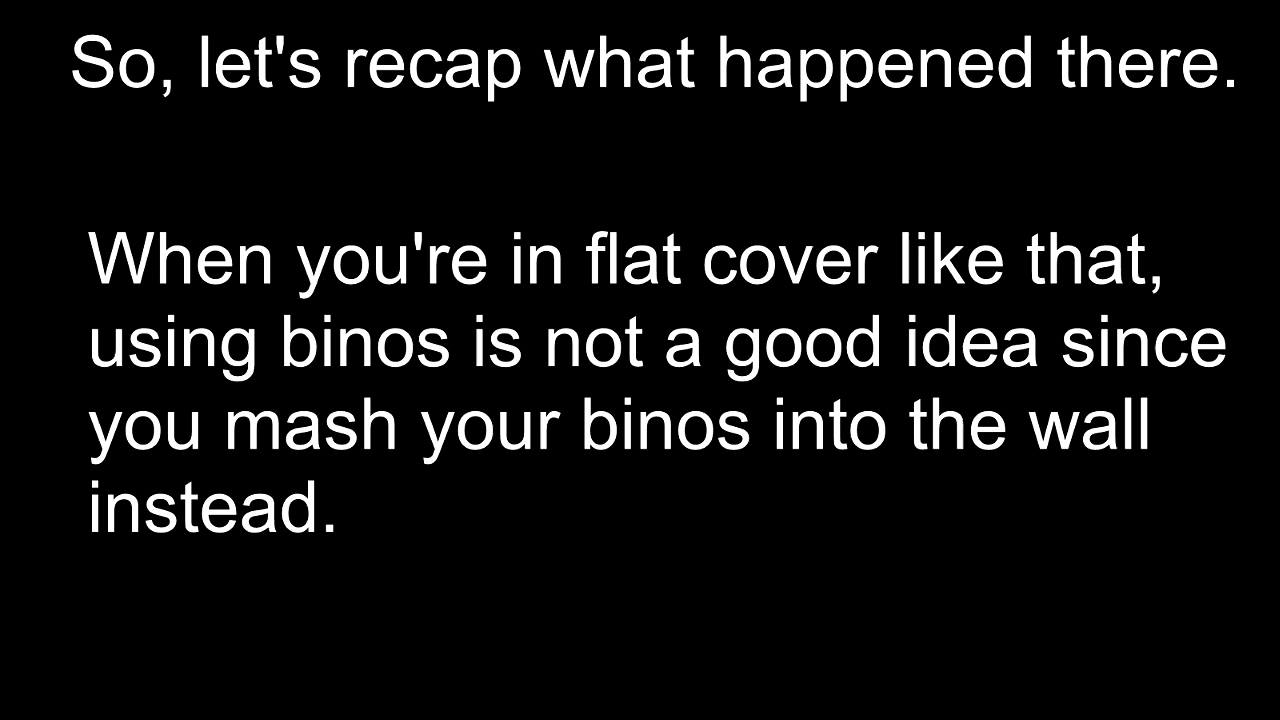 So, let's recap what happened there.
When you're in flat cover like that,
using binos is not a good idea since
you mash your binos into the wall
instead.